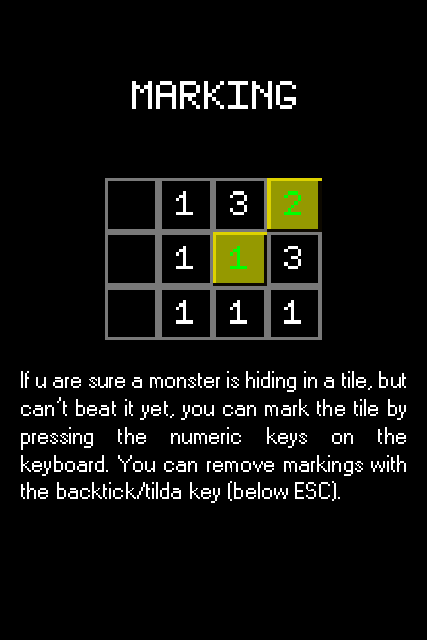 MARKING
1 3 2
1 1 3
1 1 1
If u are sure a monster is hiding in a tile, but
can't beat it yet, you can mark the tile by
pressing the numeric keys on the
keyboard. You can remove markings with
the backtick/tilda key (below ESC).